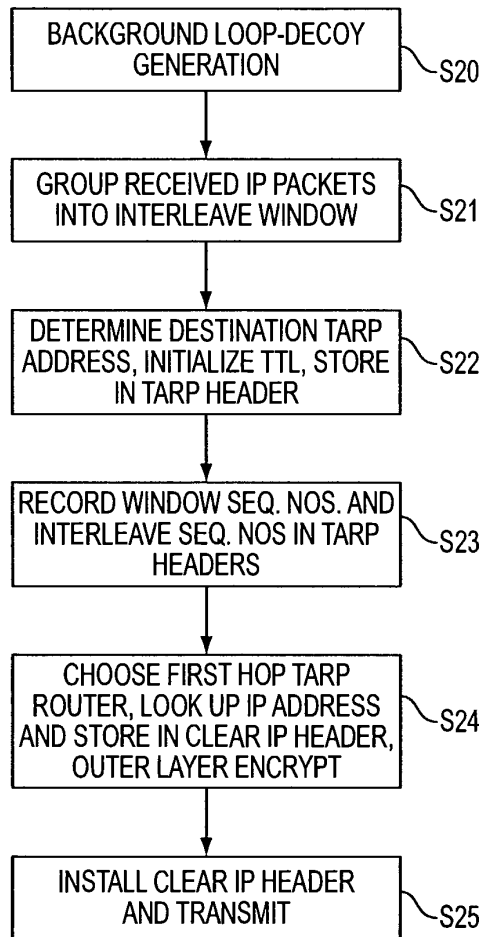 BACKGROUND LOOP-DECOY
GENERATION
S20
GROUP RECEIVED IP PACKETS
INTO INTERLEAVE WINDOW
S21
DETERMINE DESTINATION TARP
ADDRESS, INITIALIZE TTL, STORE
IN TARP HEADER
S22
RECORD WINDOW SEQ. NOS. AND
INTERLEAVE SEQ. NOS IN TARP
HEADERS
S23
CHOOSE FIRST HOP TARP
ROUTER, LOOK UP IP ADDRESS
AND STORE IN CLEAR IP HEADER,
OUTER LAYER ENCRYPT
S24
INSTALL CLEAR IP HEADER
AND TRANSMIT
S25